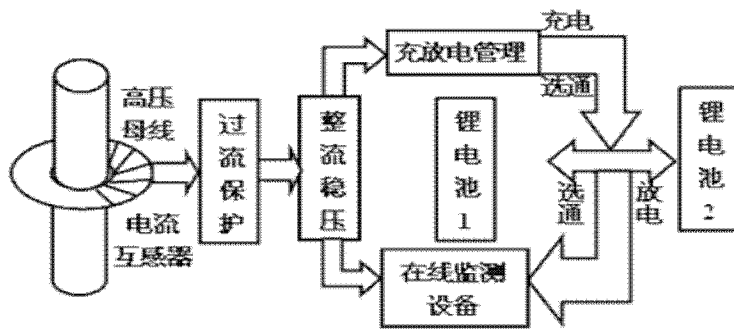 高压
母线
电流
互感器
过流保护
整流稳压
充放电管理
充电
选通
锂电池1
选通
放电
锂电池2
在线监测
设备